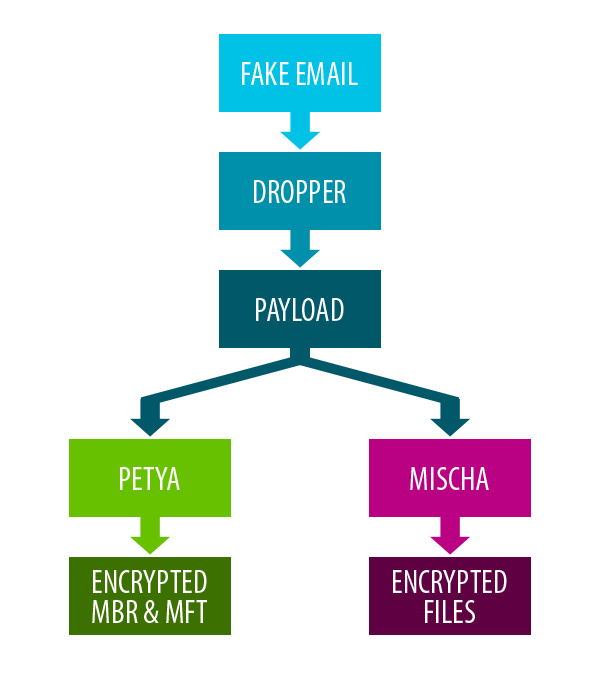 FAKE EMAIL
DROPPER
PAYLOAD
PETYA
MISCHA
ENCRYPTED
MBR & MFT
ENCRYPTED
FILES